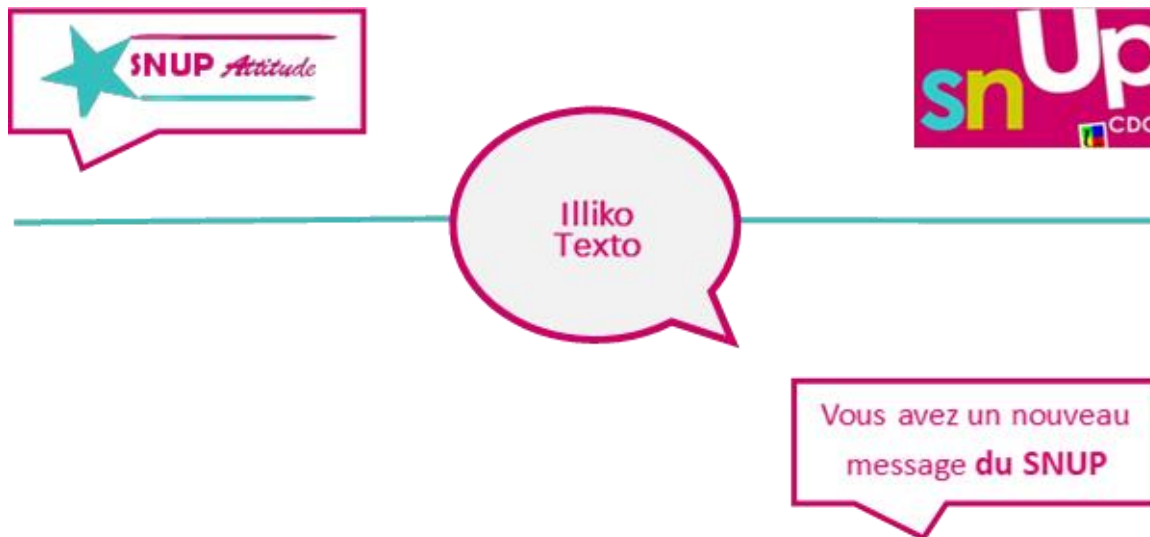 SNUP Attitude
snUp
CDC
Illiko
Texto
Vous avez un nouveau
message du SNUP